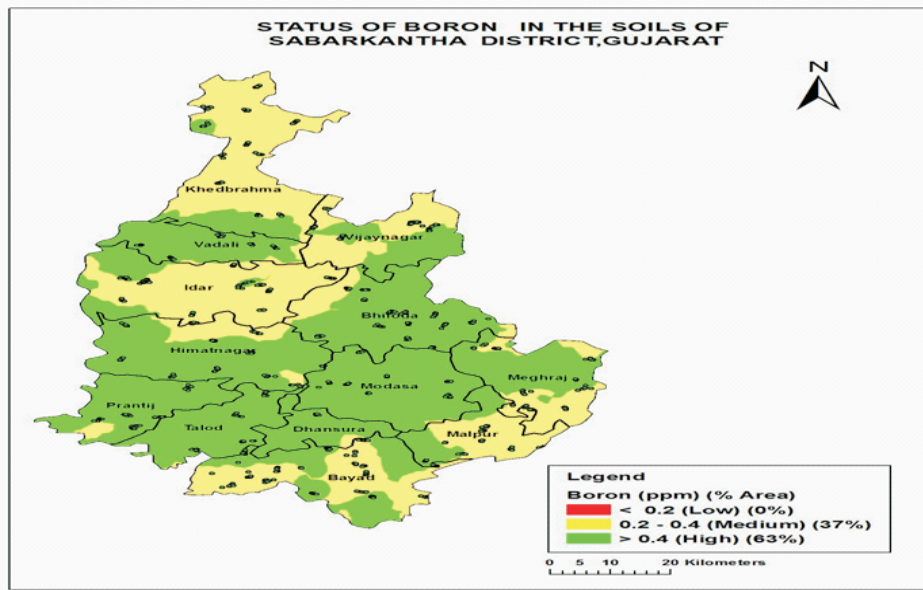 STATUS OF BORON IN THE SOILS OF
SABARKANTHA DISTRICT,GUJARAT
N
Khedbrahma
Vadali
Wijaynagar
Idar
Bhiloda
Himatnagar
Meghraj
Modasa
Prantij
Talod
Dhansura
Malpur
Bayad
Legend
Boron (ppm) (% Area)
< 0.2 (Low) (0%)
0.2 - 0.4 (Medium) (37%)
> 0.4 (High) (63%)
0 5 10 20 Kilometers